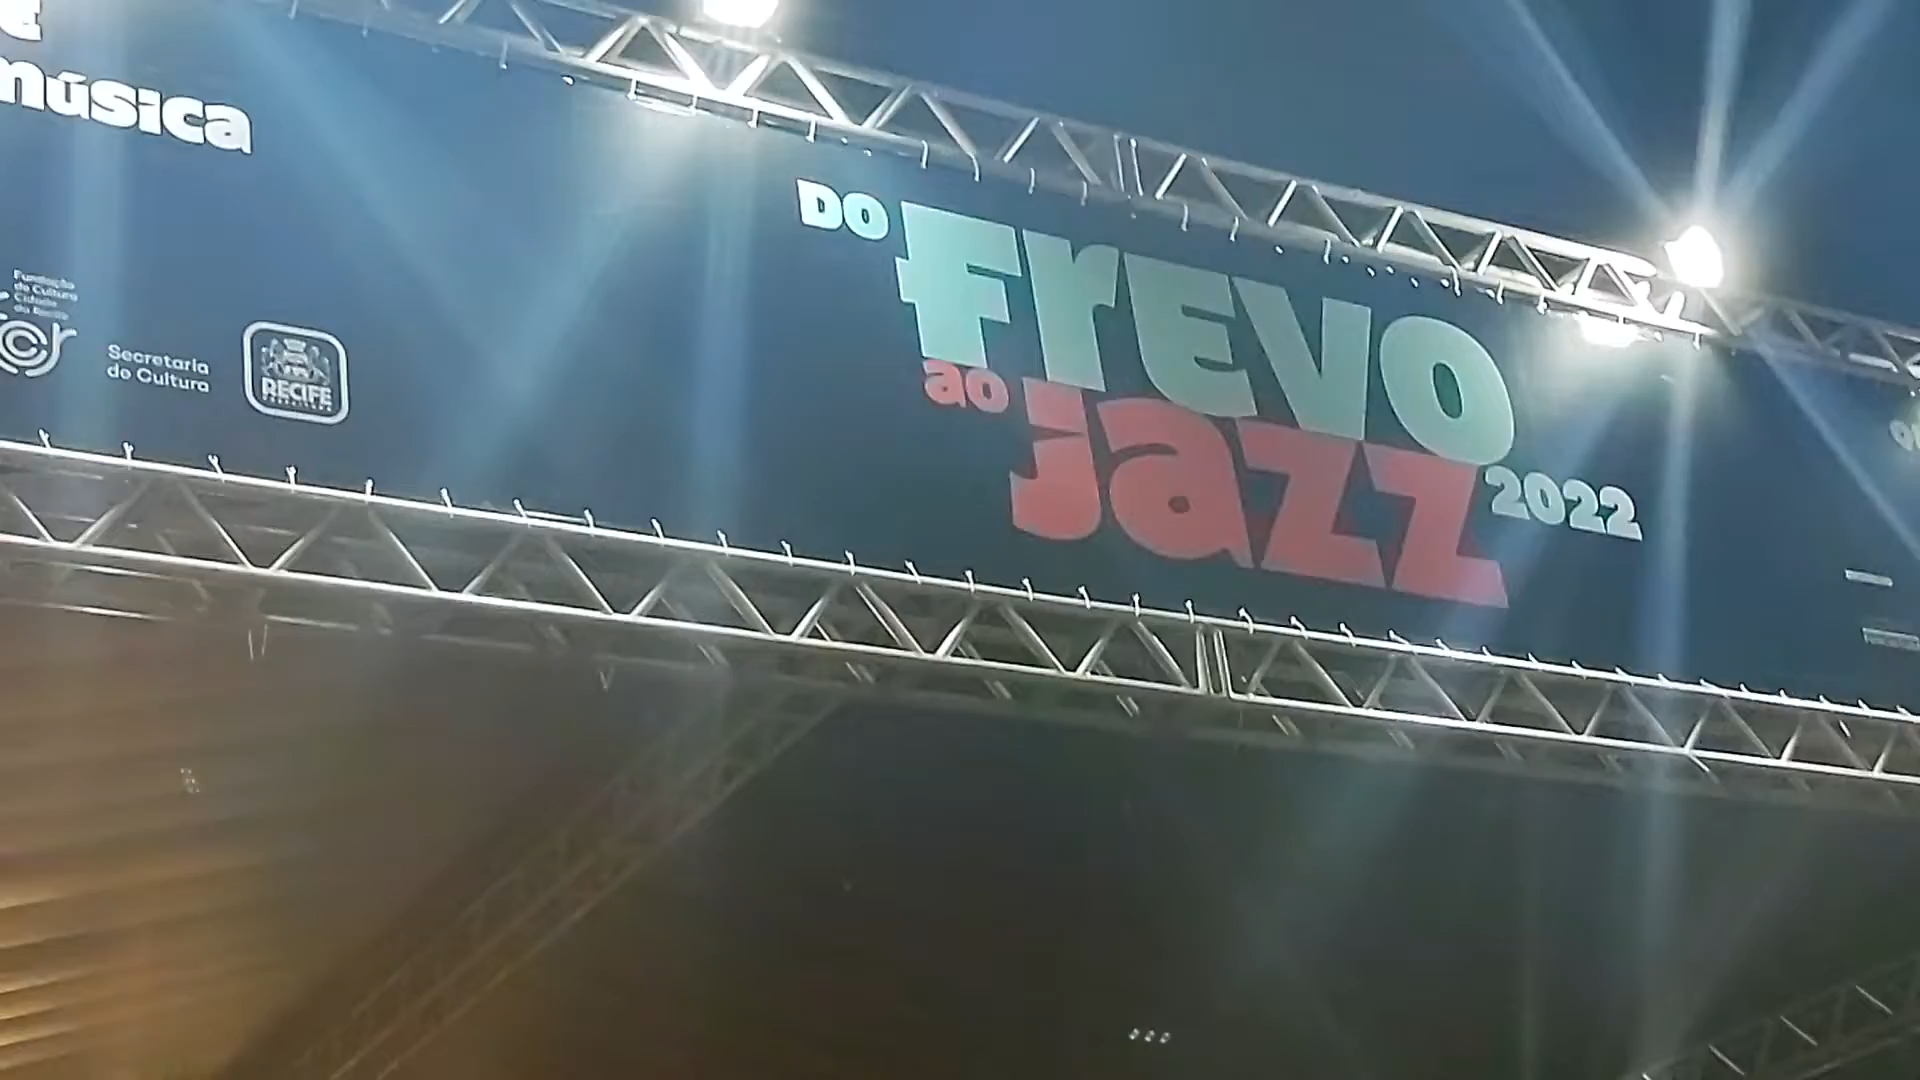 música
Fundação
de Cultura
Cidade
do Recife
Secretaria
de Cultura
RECIFE
DO
Frevo
ao
Jazz
2022